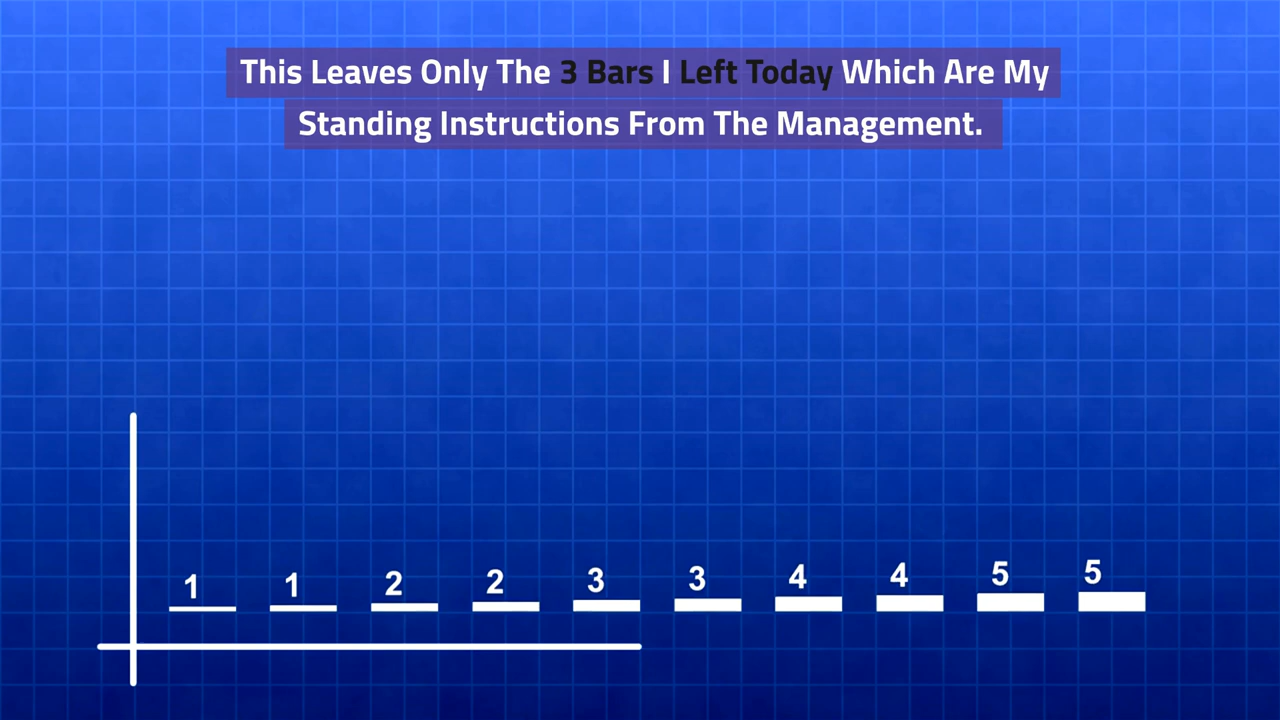 This Leaves Only The 3 Bars I Left Today Which Are My
Standing Instructions From The Management.
1 1 2 2 3 3 4 4 5 5